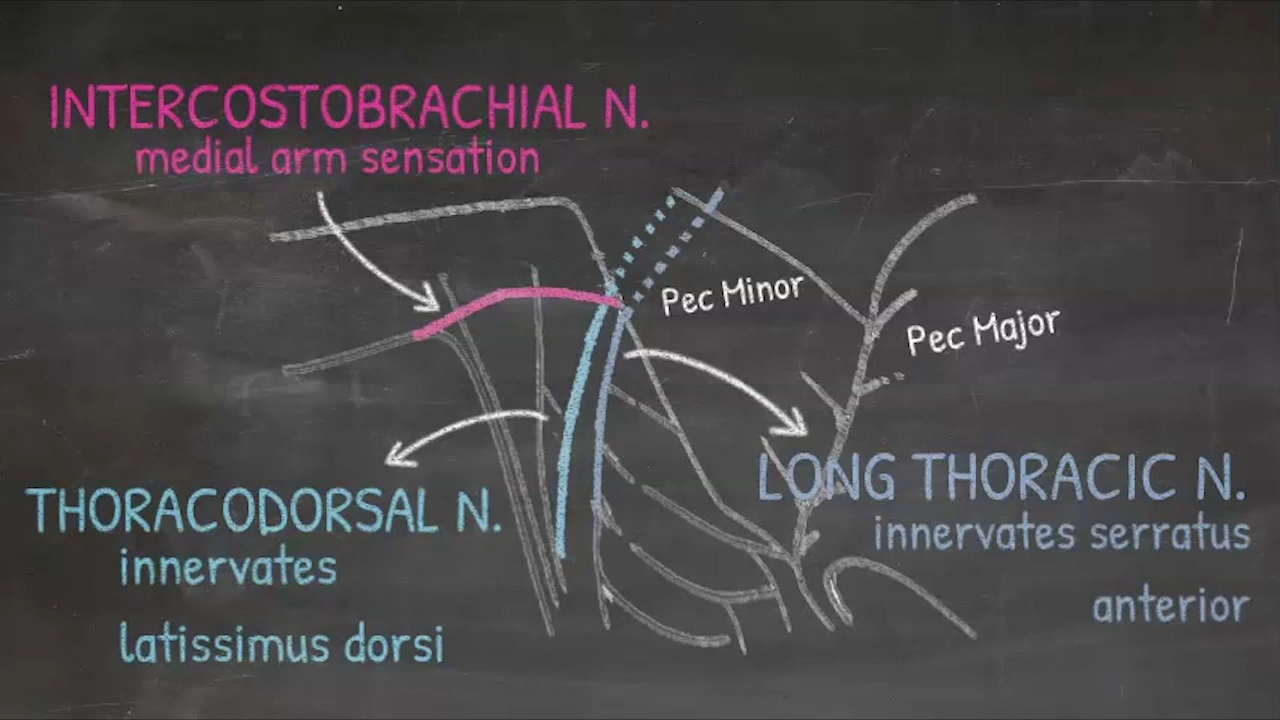 INTERCOSTOBRACHIAL N.
medial arm sensation
Pec Minor
Pec Major
THORACODORSAL N.
innervates
latissimus dorsi
LONG THORACIC N.
innervates serratus
anterior